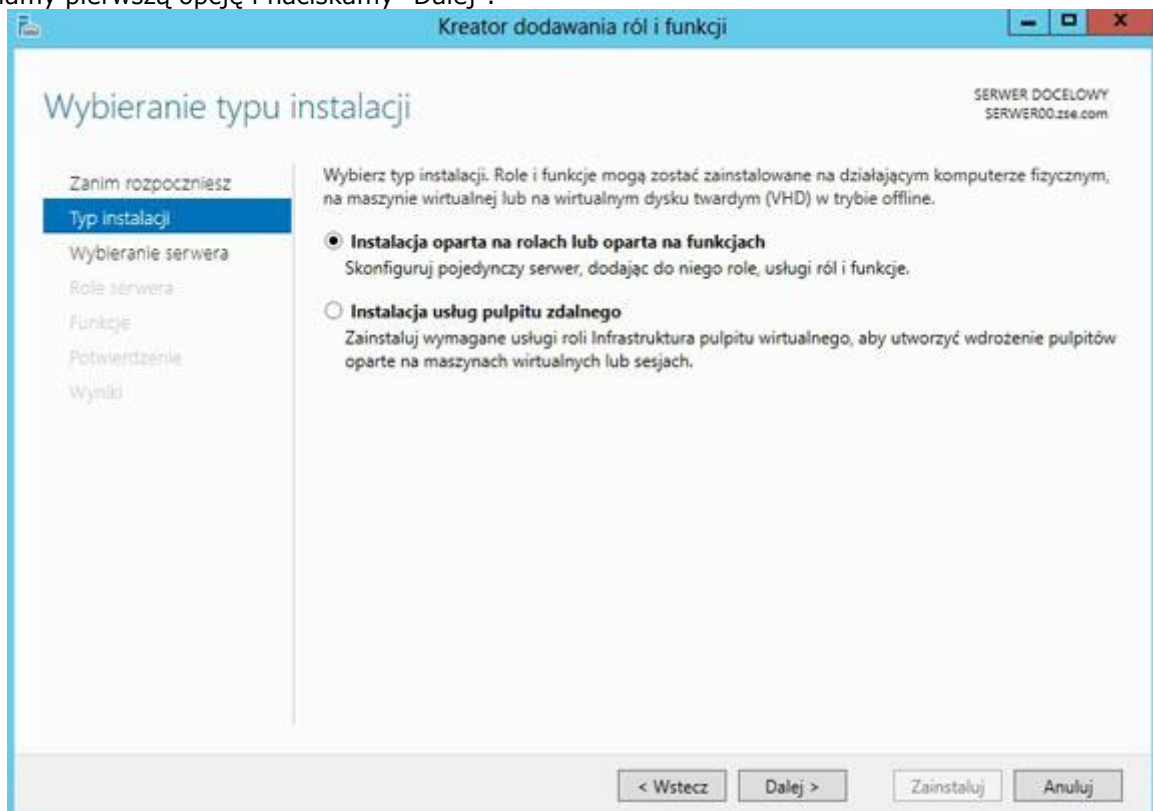 pierwszą opcję i naciskamy "Dalej".
Kreator dodawania ról i funkcji
Wybieranie typu instalacji
SERWER DOCELOWY
SERWER00.zse.com
Zanim rozpoczniesz
Typ instalacji
Wybieranie serwera
Role serwera
Funkcje
Potwierdzenie
Wyniki
Wybierz typ instalacji. Role i funkcje mogą zostać zainstalowane na działającym komputerze fizycznym,
na maszynie wirtualnej lub na wirtualnym dysku twardym (VHD) w trybie offline.
Instalacja oparta na rolach lub oparta na funkcjach
Skonfiguruj pojedynczy serwer, dodając do niego role, usługi ról i funkcje.
Instalacja usług pulpitu zdalnego
Zainstaluj wymagane usługi roli Infrastruktura pulpitu wirtualnego, aby utworzyć wdrożenie pulpitów
oparte na maszynach wirtualnych lub sesjach.
< Wstecz
Dalej >
Zainstaluj
Anuluj